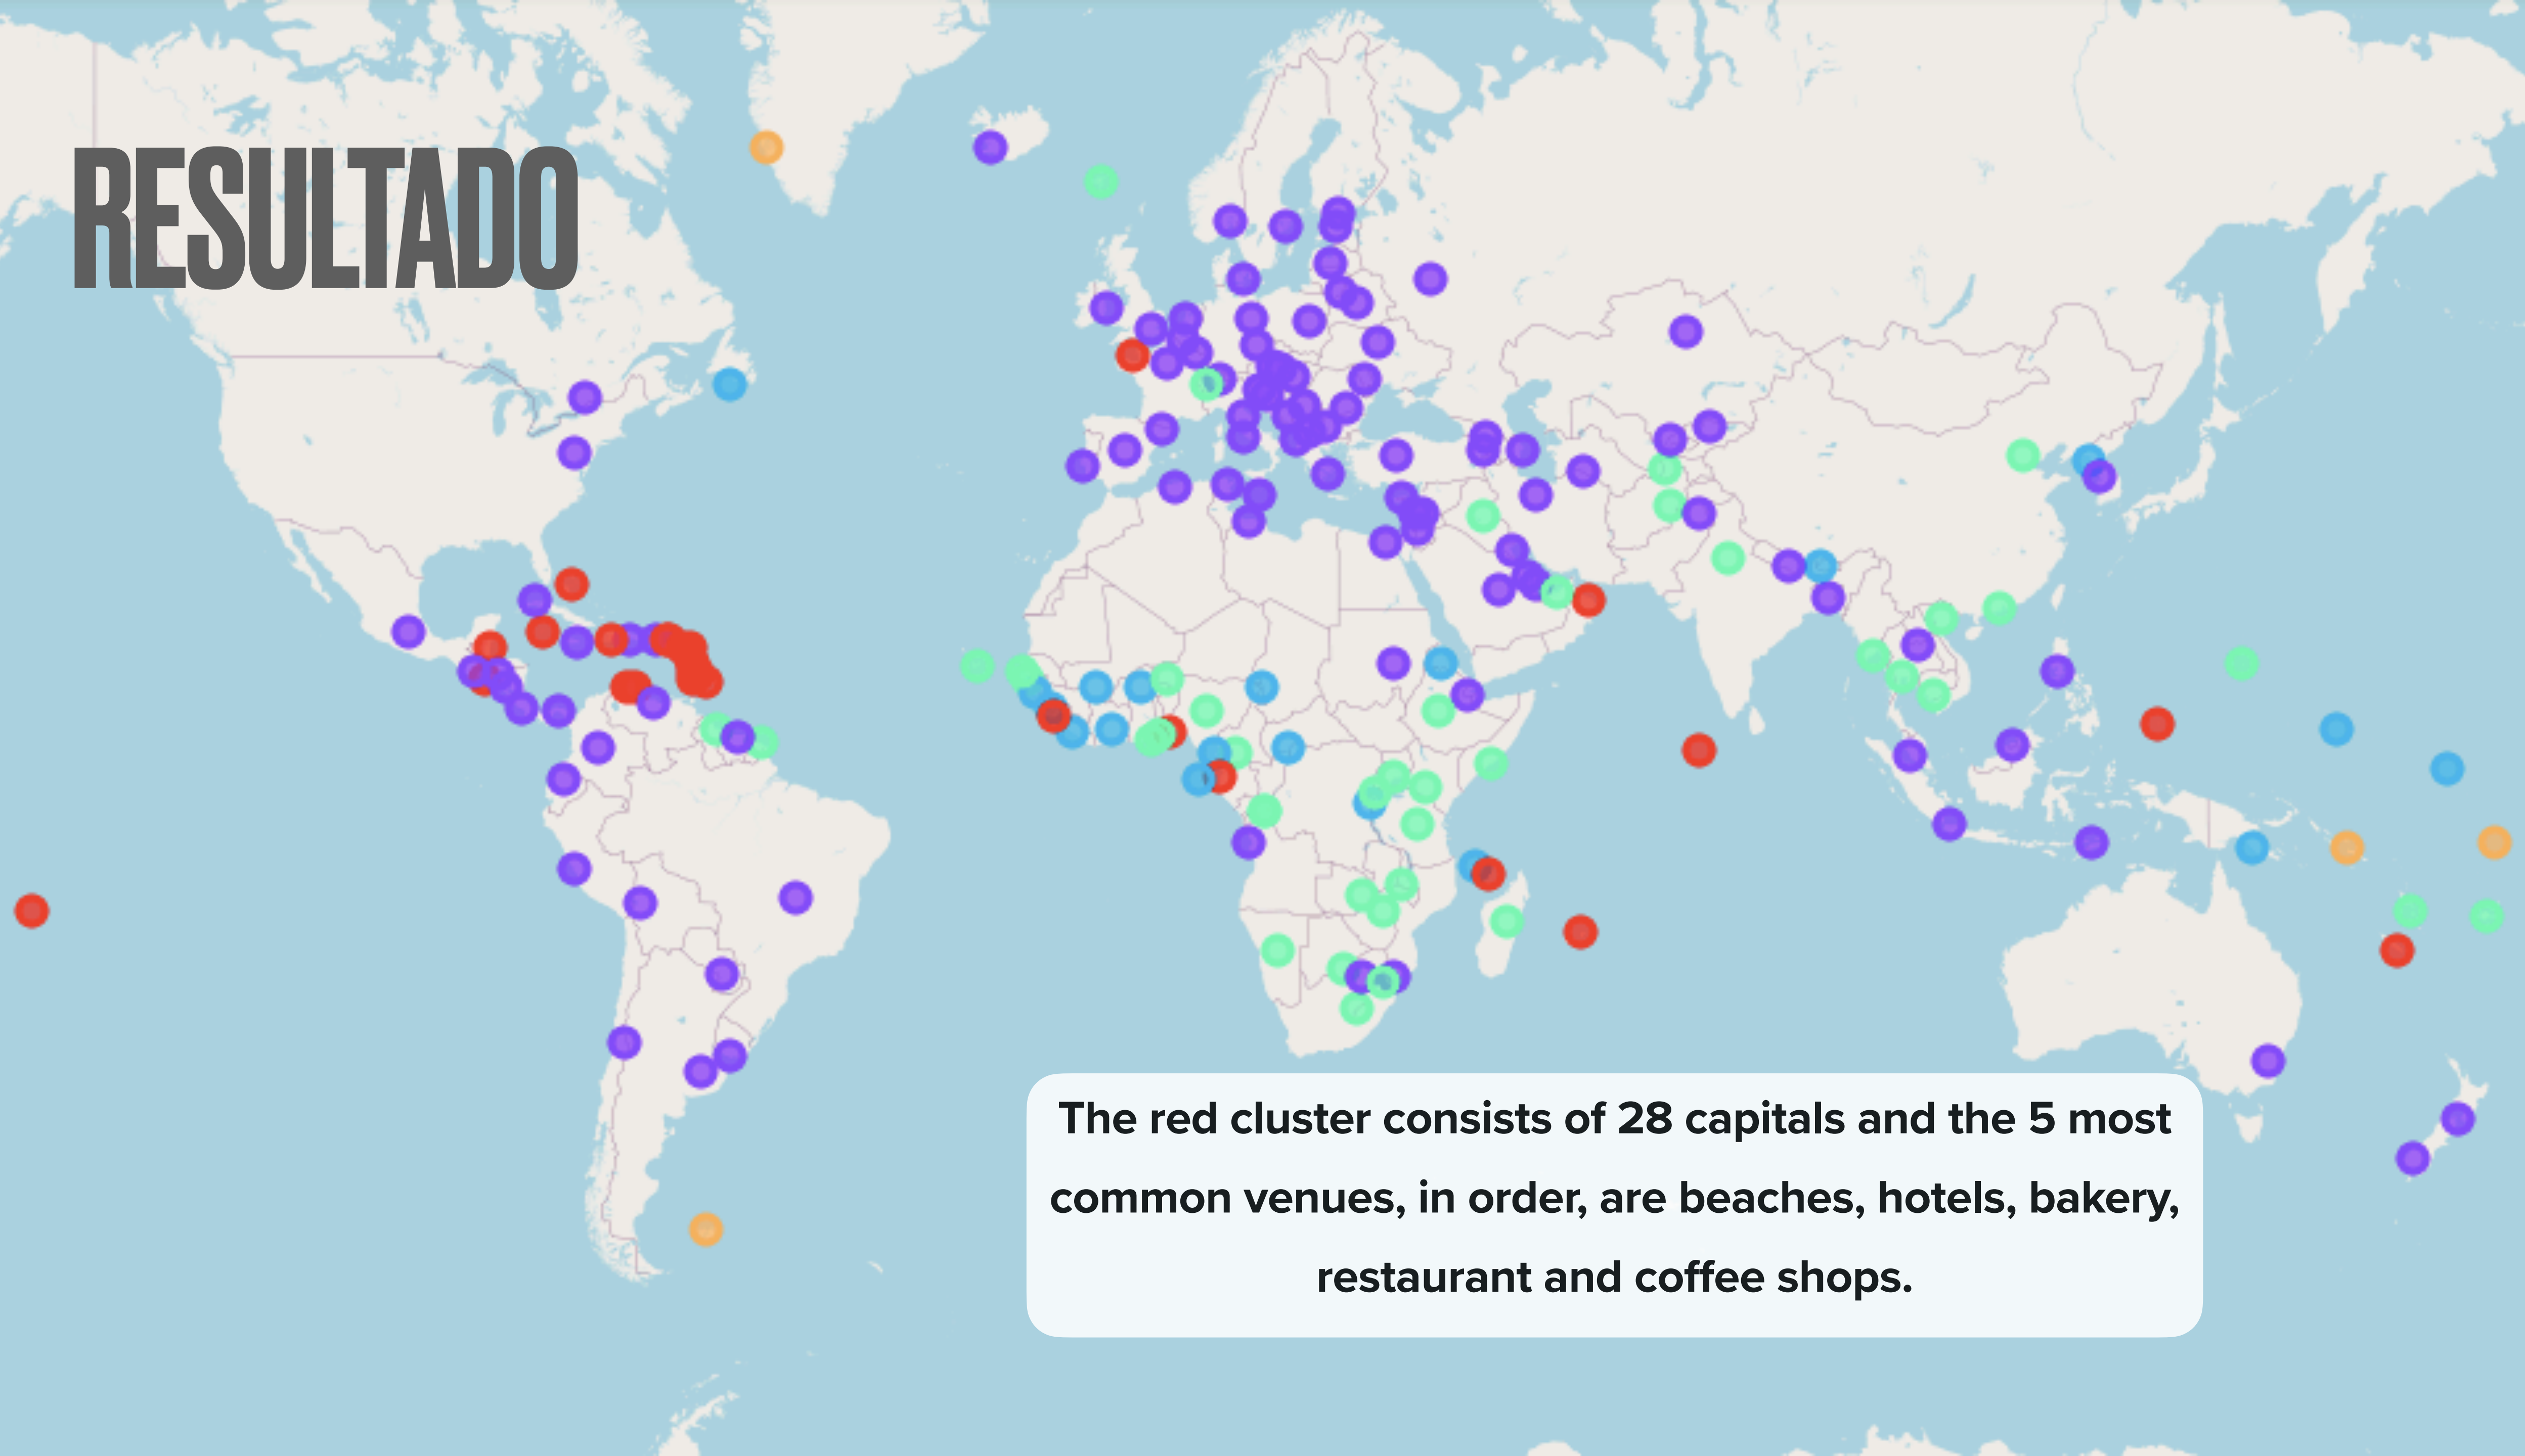 RESULTADO
The red cluster consists of 28 capitals and the 5 most
common venues, in order, are beaches, hotels, bakery,
restaurant and coffee shops.